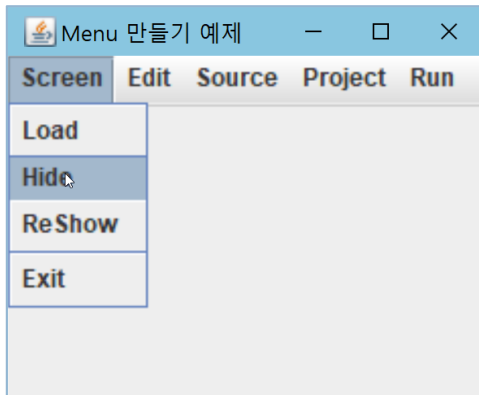 Menu 만들기 예제
Screen Edit Source Project Run
Load
Hide
ReShow
Exit